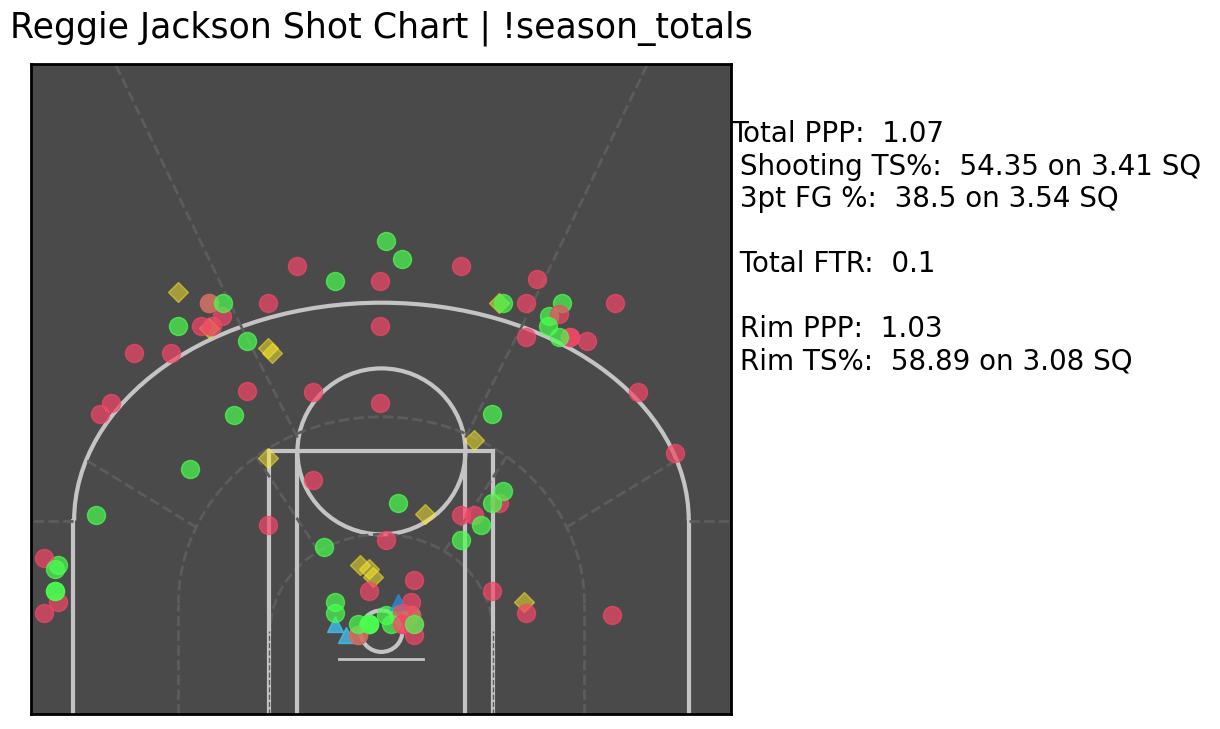 Reggie Jackson Shot Chart | !season_totals
Total PPP:  1.07
Shooting TS%:  54.35 on 3.41 SQ
3pt FG %:  38.5 on 3.54 SQ
Total FTR:  0.1
Rim PPP:  1.03
Rim TS%:  58.89 on 3.08 SQ